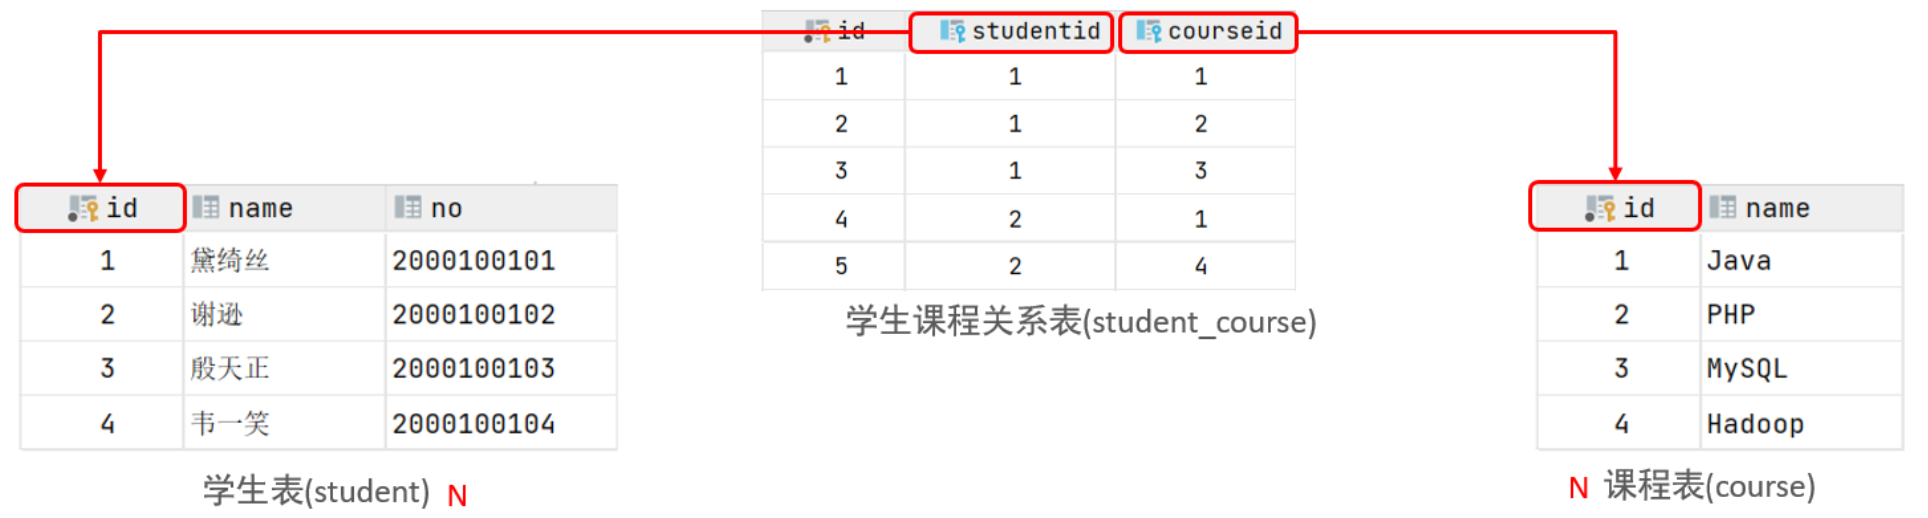 id studentid courseid
1 1 1
2 1 2
3 1 3
4 2 1
5 2 4
学生课程关系表(student_course)
id name no
1 黛绮丝 2000100101
2 谢逊 2000100102
3 殷天正 2000100103
4 韦一笑 2000100104
学生表(student) N
id name
1 Java
2 PHP
3 MySQL
4 Hadoop
N 课程表(course)